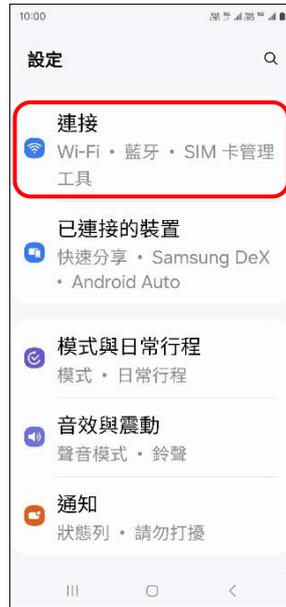 10:00
設定
連接
Wi-Fi • 藍牙 • SIM 卡管理
工具
已連接的裝置
快速分享 • Samsung DeX
• Android Auto
模式與日常行程
模式 • 日常行程
音效與震動
聲音模式 • 鈴聲
通知
狀態列 • 請勿打擾